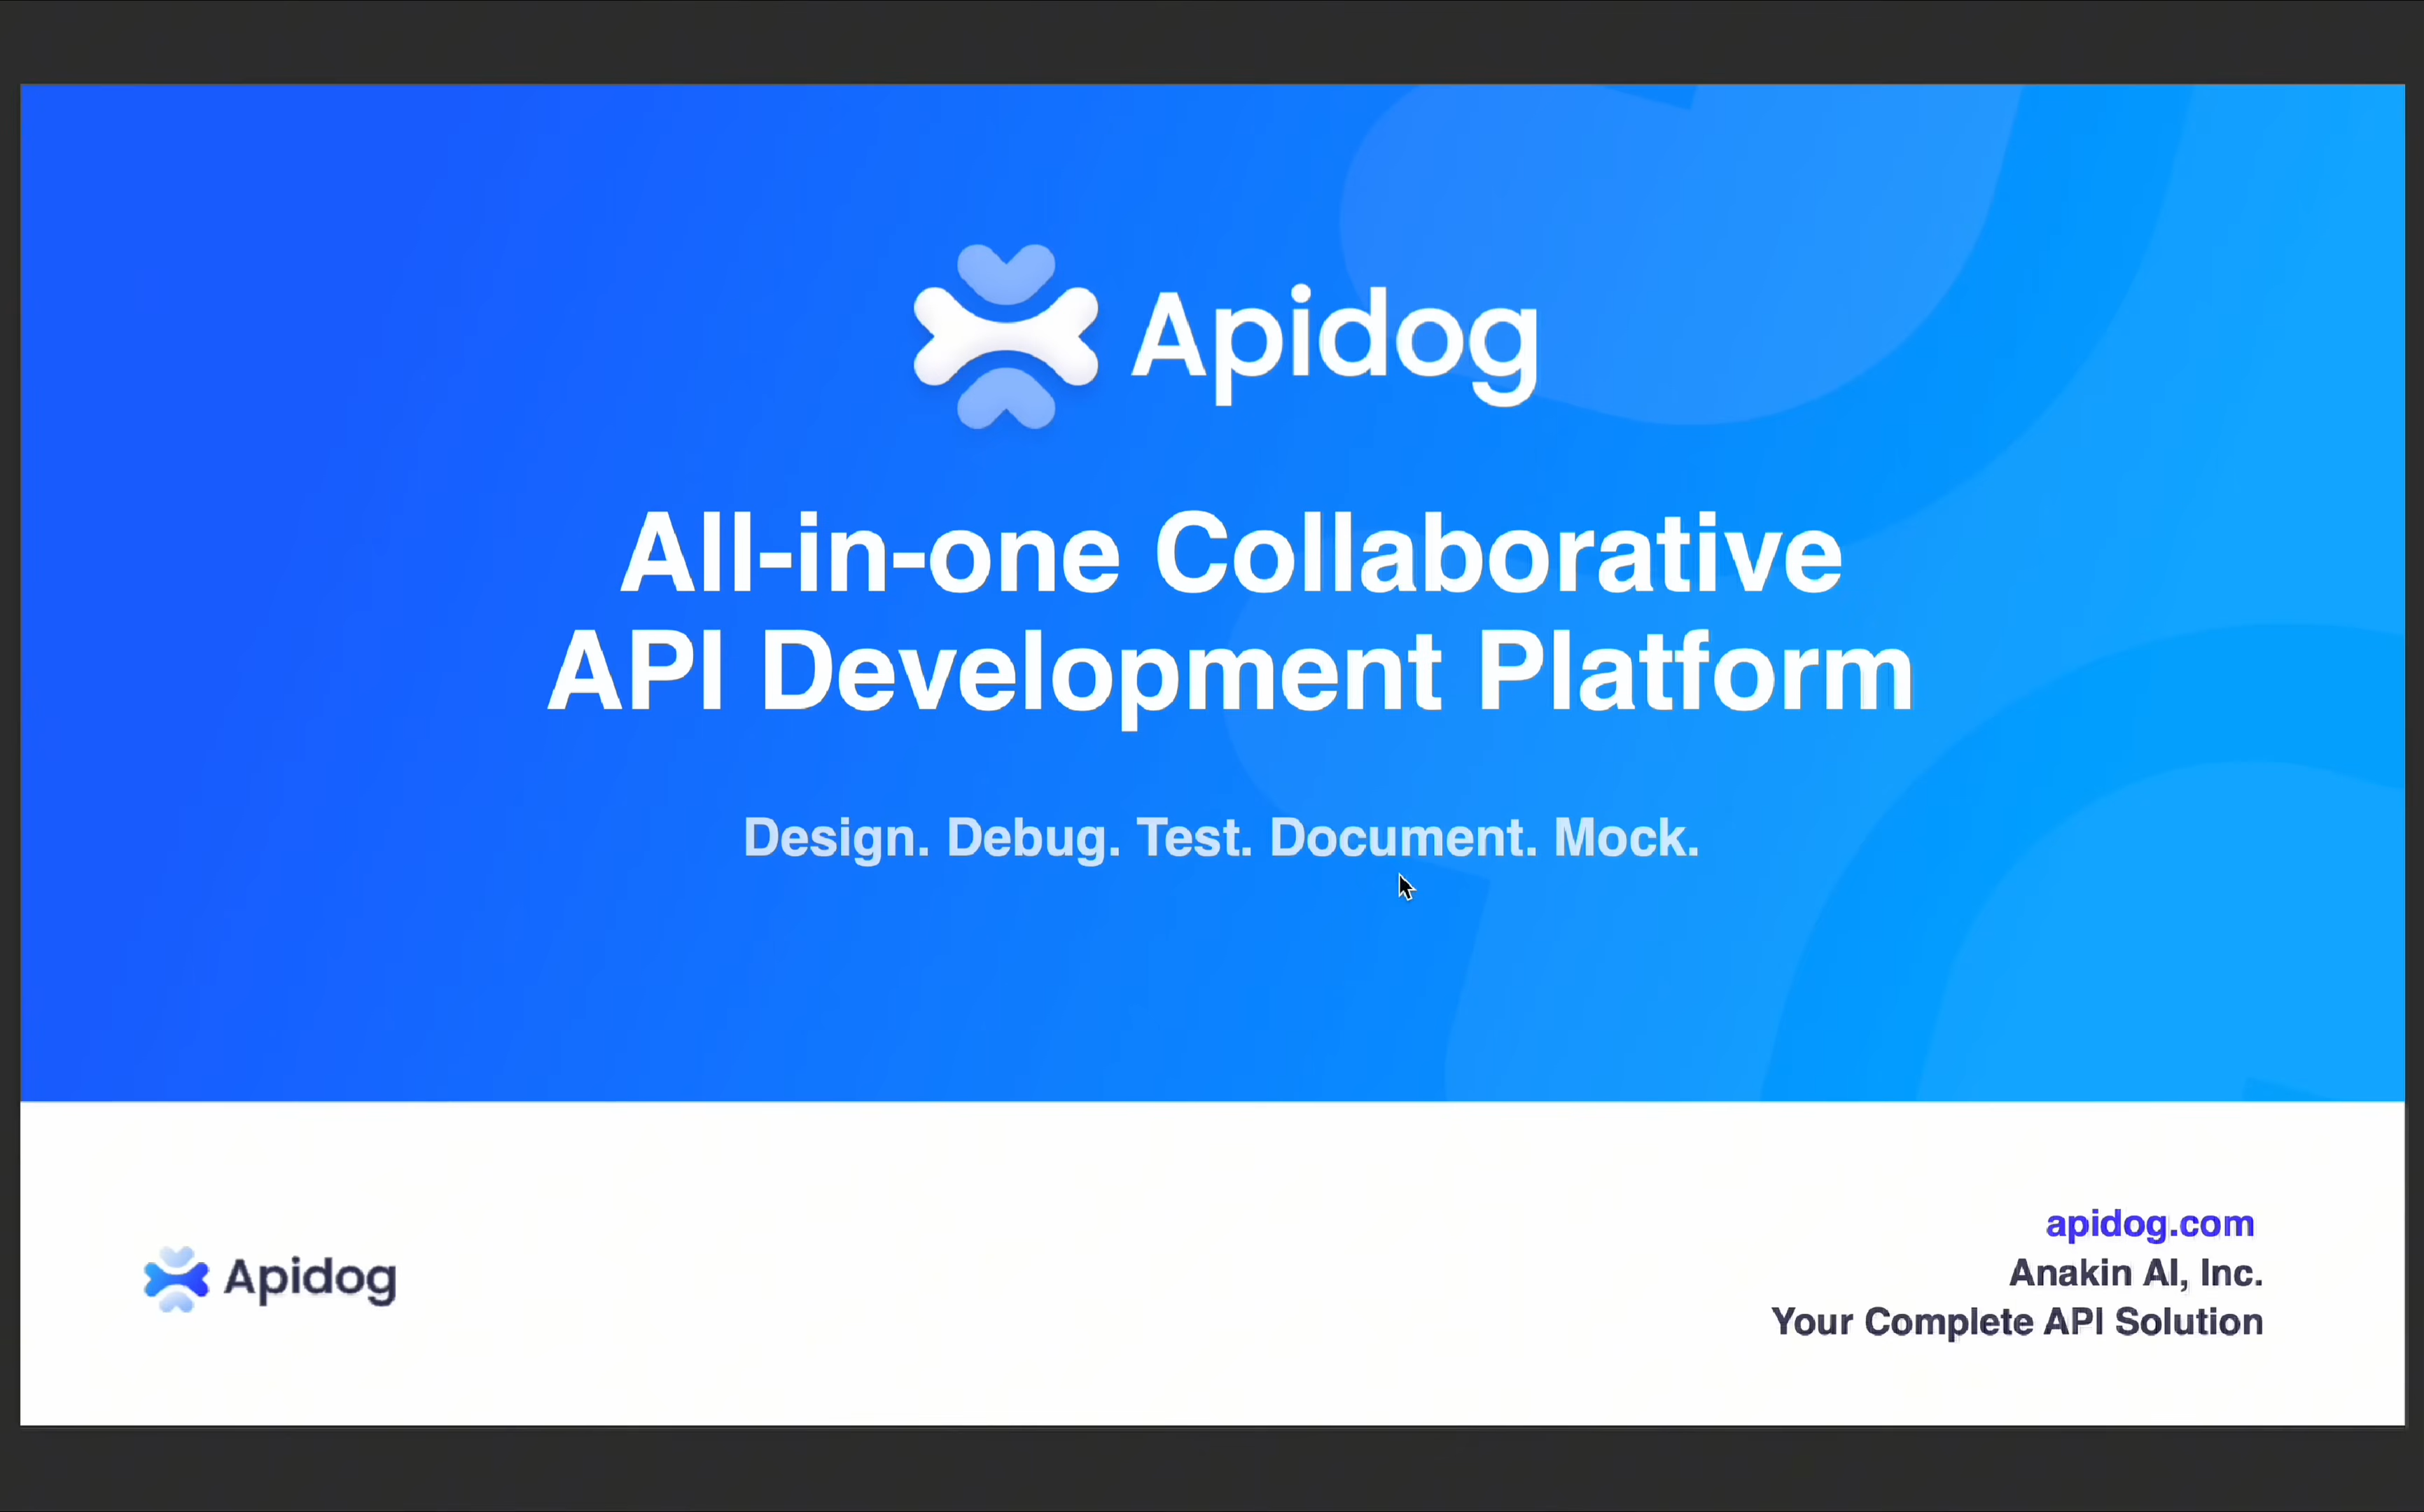 Apidog
All-in-one Collaborative
API Development Platform
Design. Debug. Test. Document. Mock.
Apidog
apidog.com
Anakin AI, Inc.
Your Complete API Solution